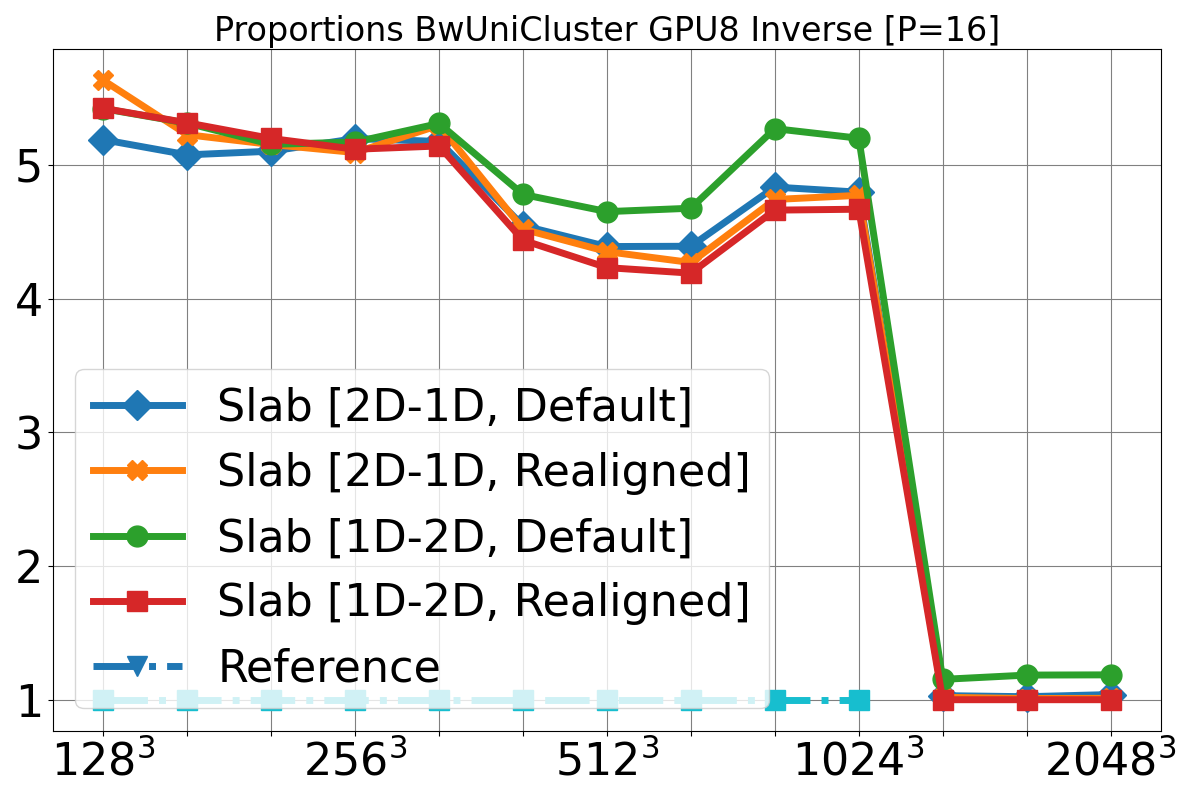 Proportions BwUniCluster GPU8 Inverse [P=16]
5
4
3
2
1
Slab [2D-1D, Default]
Slab [2D-1D, Realigned]
Slab [1D-2D, Default]
Slab [1D-2D, Realigned]
Reference
128³ 256³ 512³ 1024³ 2048³